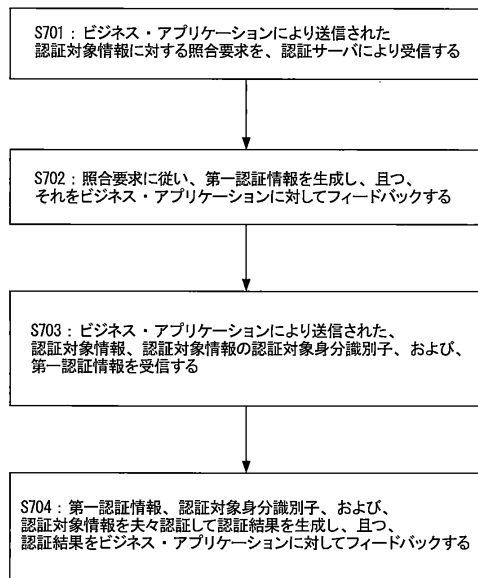 S701：ビジネス・アプリケーションにより送信された
認証対象情報に対する照合要求を、認証サーバにより受信する
S702：照合要求に従い、第一認証情報を生成し、且つ、
それをビジネス・アプリケーションに対してフィードバックする
S703：ビジネス・アプリケーションにより送信された、
認証対象情報、認証対象情報の認証対象身分識別子、および、
第一認証情報を受信する
S704：第一認証情報、認証対象身分識別子、および、
認証対象情報を夫々認証して認証結果を生成し、且つ、
認証結果をビジネス・アプリケーションに対してフィードバックする